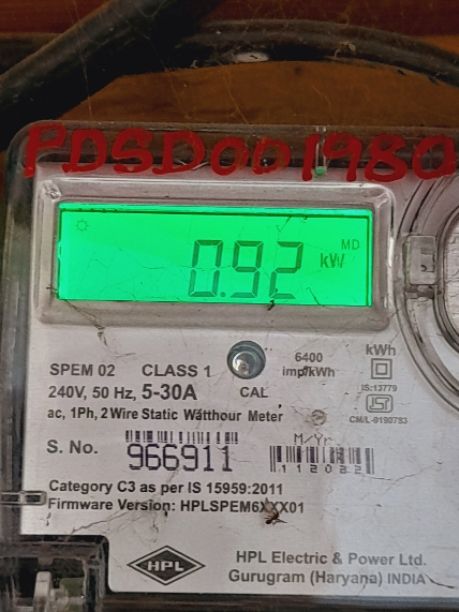 PDSD001980
MD
0.92 kW
SPEM 02 CLASS 1
240V, 50 Hz, 5-30A
CAL
6400
imp/kWh
kWh
IS:13779
CM/L-9190783
ac, 1Ph, 2 Wire Static Watthour Meter
S. No. 966911
M/Yr
112022
Category C3 as per IS 15959:2011
Firmware Version: HPLSPEM6XXX01
HPL
HPL Electric & Power Ltd.
Gurugram (Haryana) INDIA